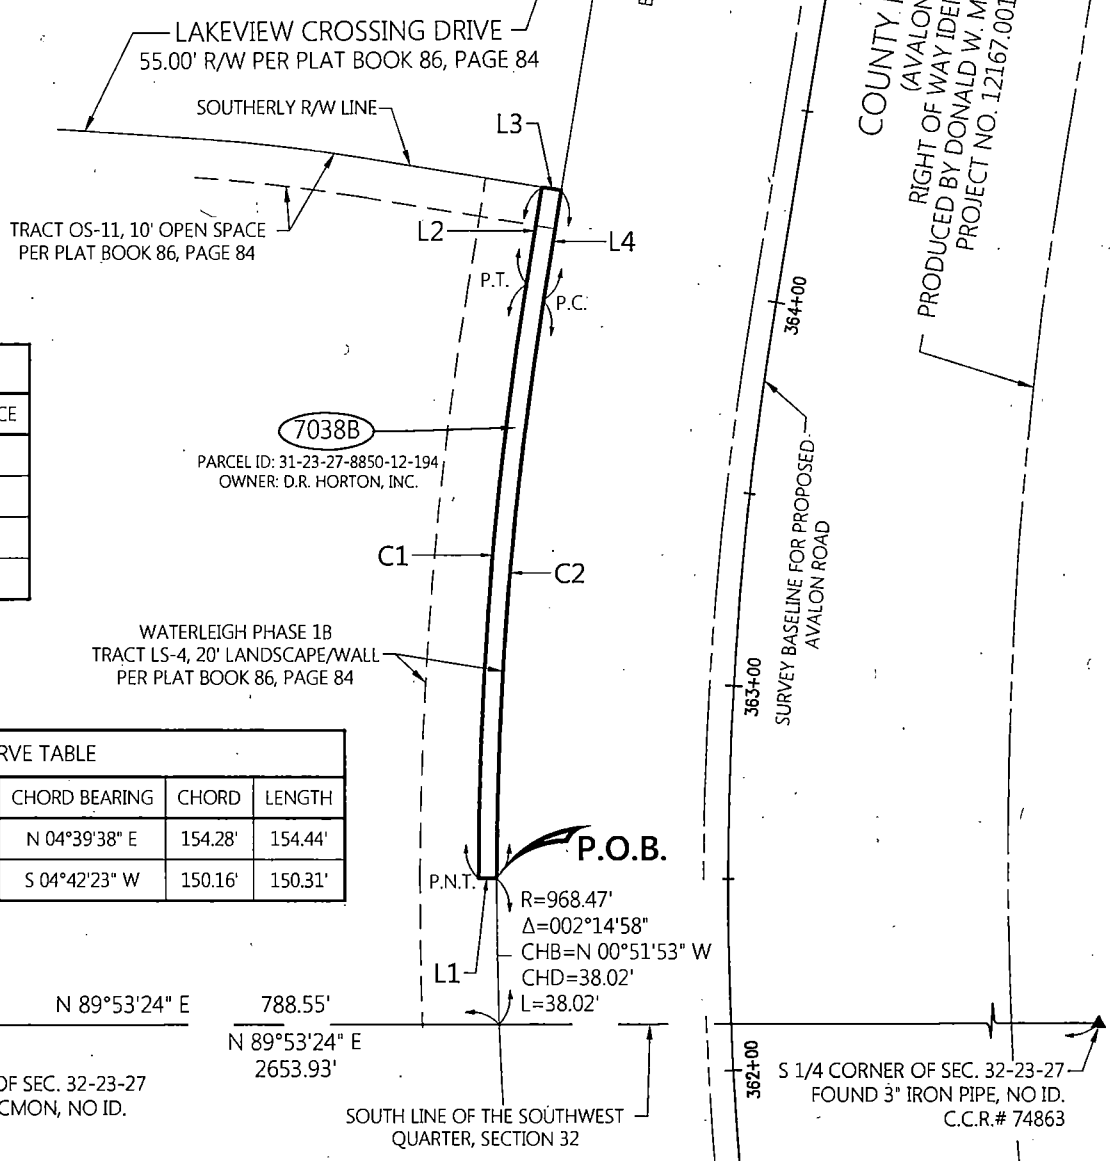 LAKEVIEW CROSSING DRIVE
55.00' R/W PER PLAT BOOK 86, PAGE 84
SOUTHERLY R/W LINE
L3
TRACT OS-11, 10' OPEN SPACE
PER PLAT BOOK 86, PAGE 84
L2
L4
P.T.
P.C.
COUNTY
(AVALON
RIGHT OF WAY
PRODUCED BY DONALD W. M
PROJECT NO. 12167.001
364+00
CE
7038B
PARCEL ID: 31-23-27-8850-12-194
OWNER: D.R. HORTON, INC.
SURVEY BASELINE FOR PROPOSED
AVALON ROAD
C1
C2
WATERLEIGH PHASE 1B
TRACT LS-4, 20' LANDSCAPE/WALL
PER PLAT BOOK 86, PAGE 84
363+00
RVE TABLE
CHORD BEARING CHORD LENGTH
N 04°39'38" E 154.28' 154.44'
S 04°42'23" W 150.16' 150.31'
P.O.B.
P.N.T.
R=968.47'
Δ=002°14'58"
CHB=N 00°51'53" W
CHD=38.02'
L=38.02'
L1
N 89°53'24" E 788.55'
N 89°53'24" E
2653.93'
OF SEC. 32-23-27
CMON, NO ID.
SOUTH LINE OF THE SOUTHWEST
QUARTER, SECTION 32
362+00
S 1/4 CORNER OF SEC. 32-23-27
FOUND 3" IRON PIPE, NO ID.
C.C.R.# 74863